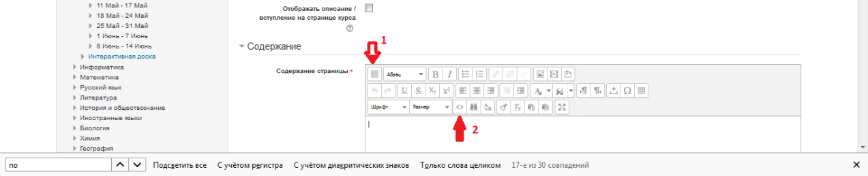 11 Май - 17 Май
18 Май - 24 Май
25 Май - 31 Май
1 Июнь - 7 Июнь
8 Июнь - 14 Июнь
Интерактивная доска
Информатика
Математика
Русский язык
Литература
История и обществознание
Иностранные языки
Биология
Химия
География
Отображать описание /
вступление на странице курса
Содержание
1
Содержание страницы *
Абзац
Шрифт Размер
2
по Подсветить все С учётом регистра С учётом диакритических знаков Только слова целиком 17-е из 30 совпадений